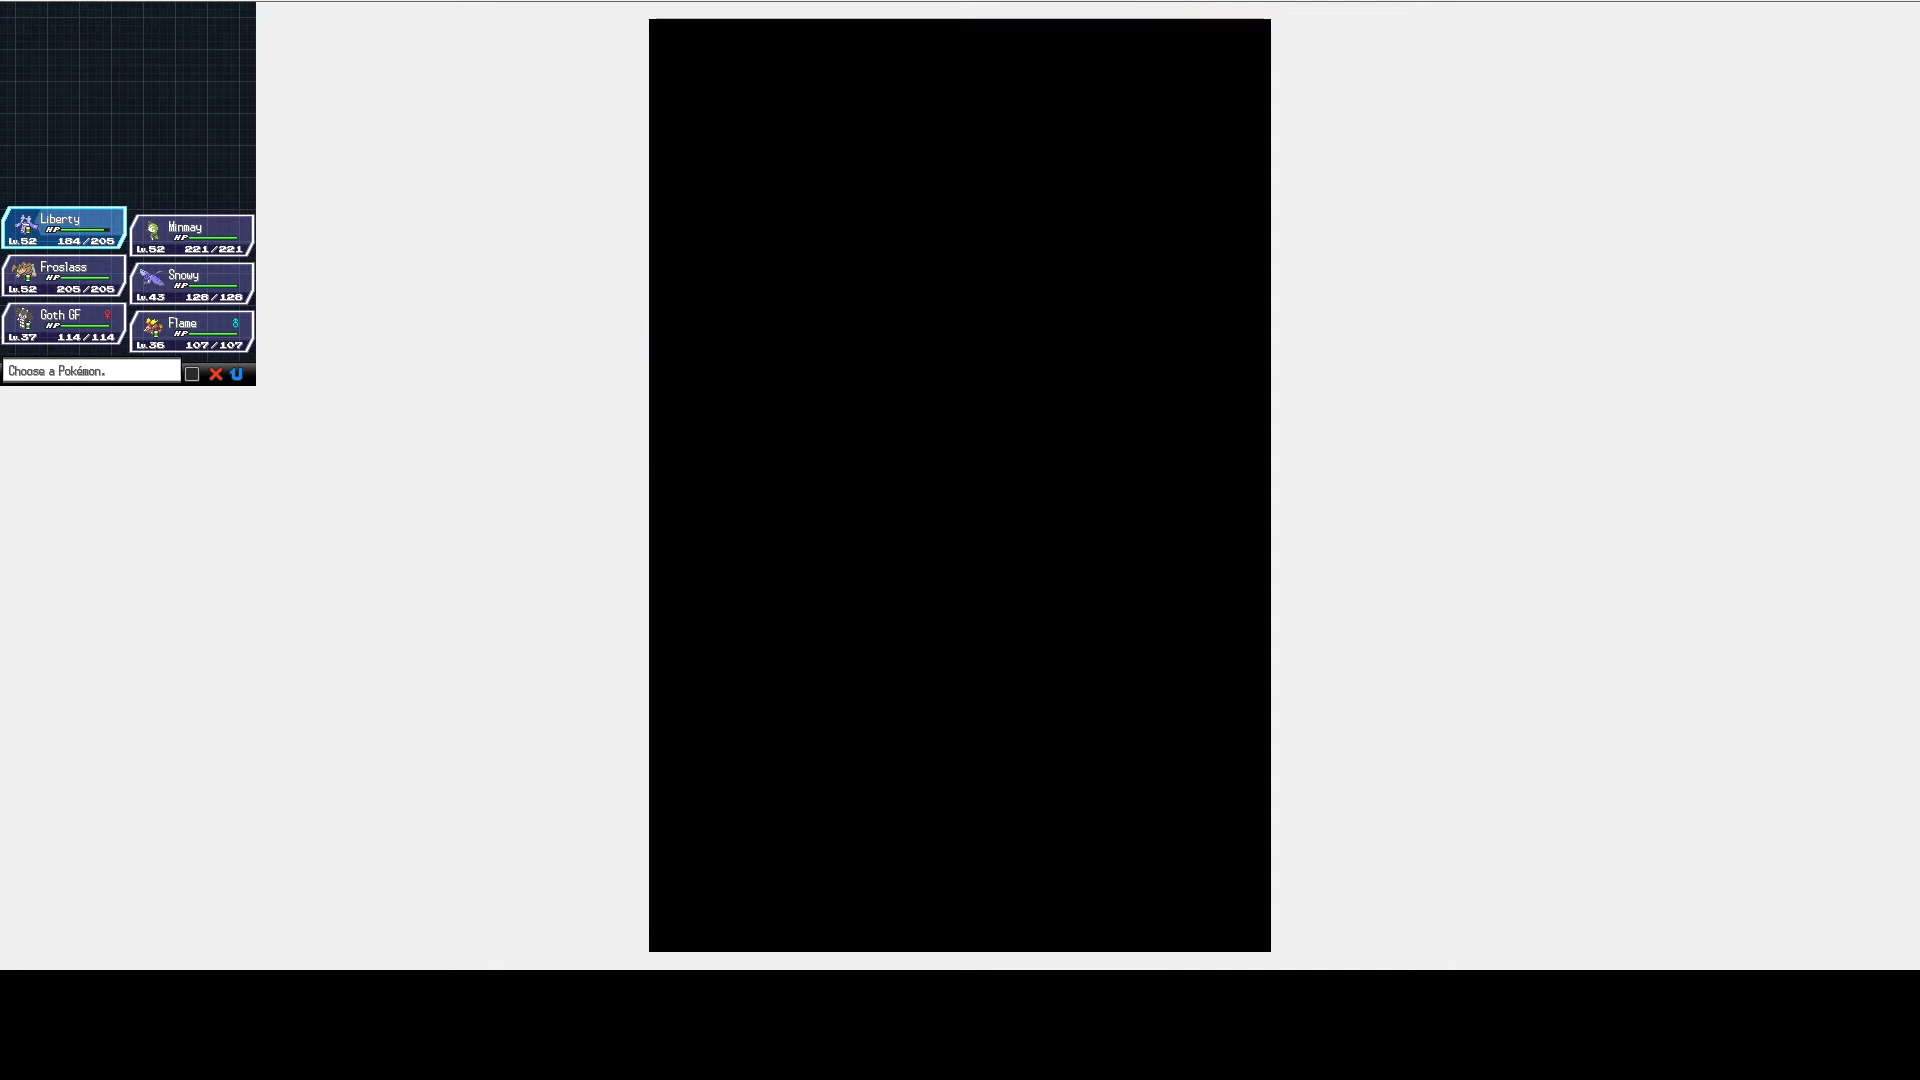 Liberty
HP
Lv.52 184/205
Minmay
HP
Lv.52 221/221
Froslass
HP
Lv.52 205/205
Snowy
HP
Lv.43 128/128
Goth GF ♀
HP
Lv.37 114/114
Flame ♂
HP
Lv.36 107/107
Choose a Pokémon.